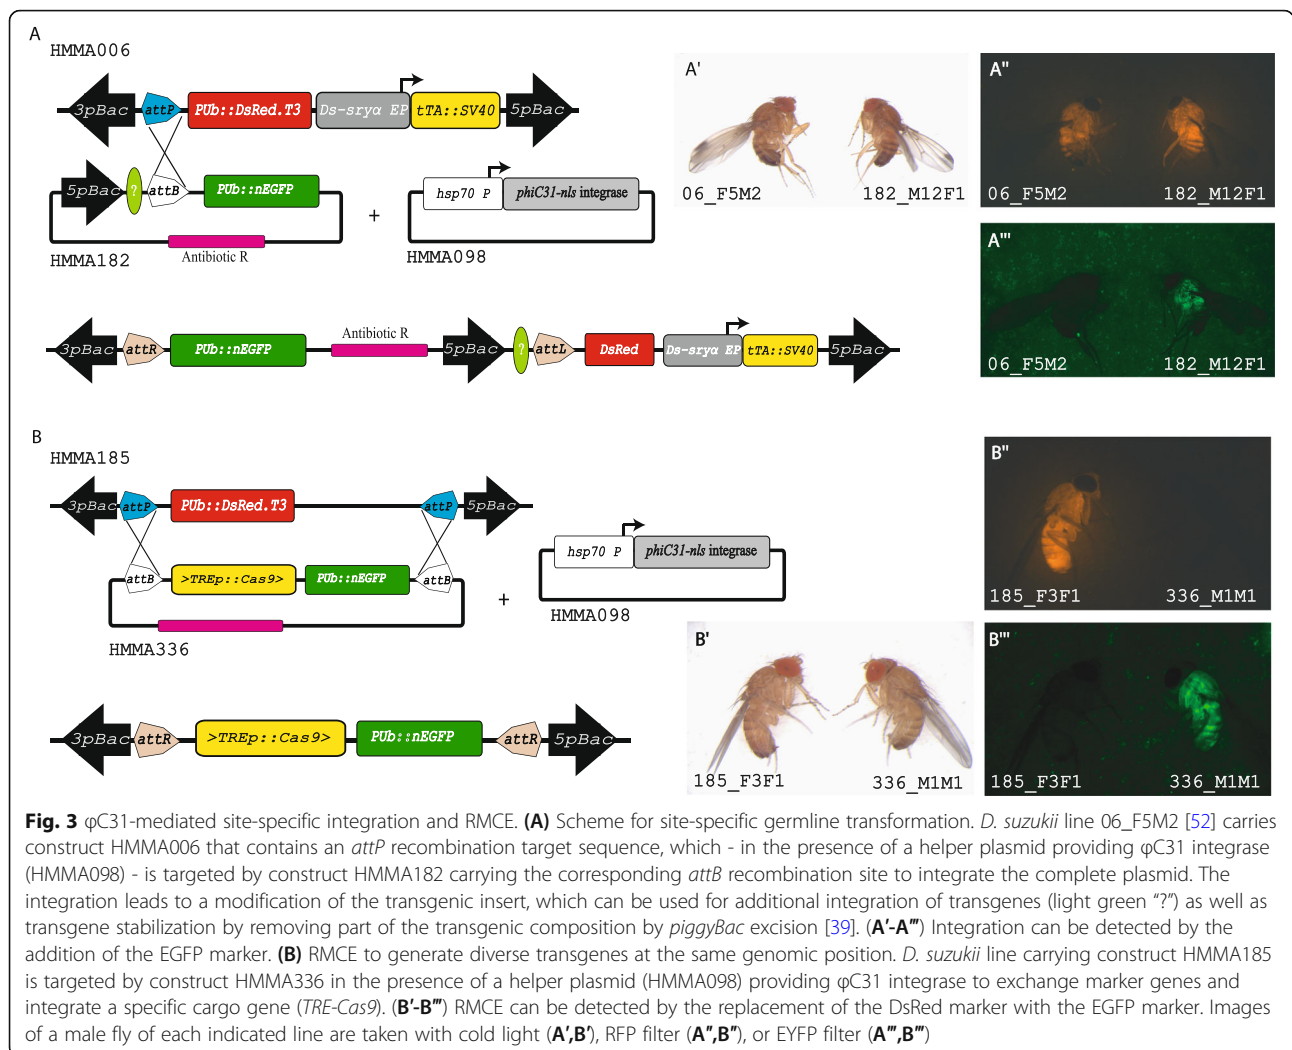 A
HMMA006
3pBac attP PUb::DsRed.T3 Ds-sryα EP tTA::SV40 5pBac
5pBac ? attB PUb::nEGFP
+
hsp70 P phiC31-nls integrase
Antibiotic R
HMMA182
HMMA098
Antibiotic R
3pBac attR PUb::nEGFP 5pBac ? attL DsRed Ds-sryα EP tTA::SV40 5pBac
A'
06_F5M2 182_M12F1
A"
06_F5M2 182_M12F1
A'"
06_F5M2 182_M12F1
B
HMMA185
3pBac attP PUb::DsRed.T3 attP 5pBac
attB >TREp::Cas9> PUb::nEGFP attB
+
hsp70 P phiC31-nls integrase
HMMA098
HMMA336
3pBac attR >TREp::Cas9> PUb::nEGFP attR 5pBac
B"
185_F3F1 336_M1M1
B'
185_F3F1 336_M1M1
B'"
185_F3F1 336_M1M1
Fig. 3 φC31-mediated site-specific integration and RMCE. (A) Scheme for site-specific germline transformation. D. suzukii line 06_F5M2 [52] carries
construct HMMA006 that contains an attP recombination target sequence, which - in the presence of a helper plasmid providing φC31 integrase
(HMMA098) - is targeted by construct HMMA182 carrying the corresponding attB recombination site to integrate the complete plasmid. The
integration leads to a modification of the transgenic insert, which can be used for additional integration of transgenes (light green “?”) as well as
transgene stabilization by removing part of the transgenic composition by piggyBac excision [39]. (A′-A‴) Integration can be detected by the
addition of the EGFP marker. (B) RMCE to generate diverse transgenes at the same genomic position. D. suzukii line carrying construct HMMA185
is targeted by construct HMMA336 in the presence of a helper plasmid (HMMA098) providing φC31 integrase to exchange marker genes and
integrate a specific cargo gene (TRE-Cas9). (B′-B‴) RMCE can be detected by the replacement of the DsRed marker with the EGFP marker. Images
of a male fly of each indicated line are taken with cold light (A′,B′), RFP filter (A″,B″), or EYFP filter (A‴,B‴)